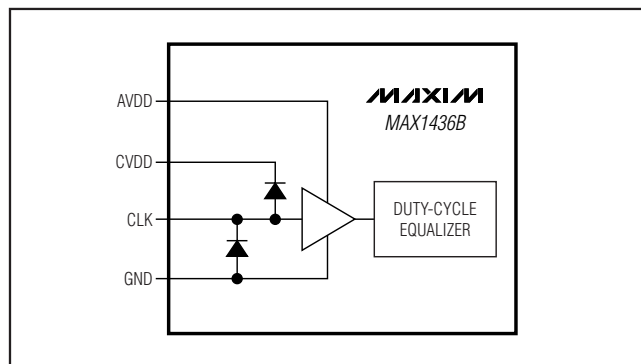 AVDD
MAXIM
MAX1436B
CVDD
CLK
DUTY-CYCLE
EQUALIZER
GND